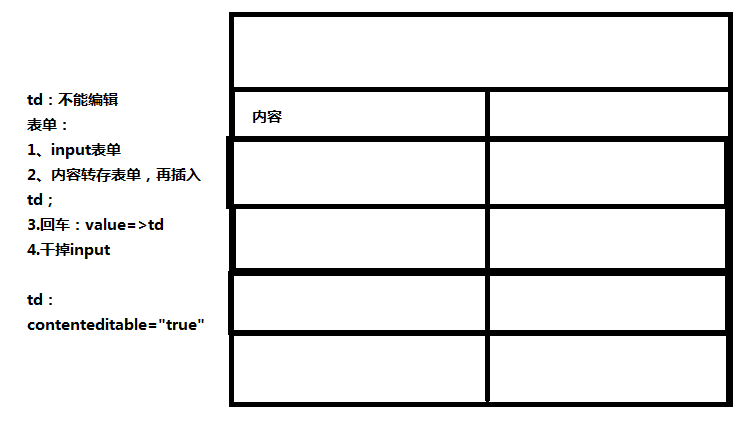 td：不能编辑
表单：
1、input表单
2、内容转存表单，再插入
td；
3.回车：value=>td
4.干掉input
td：
contenteditable="true"
内容